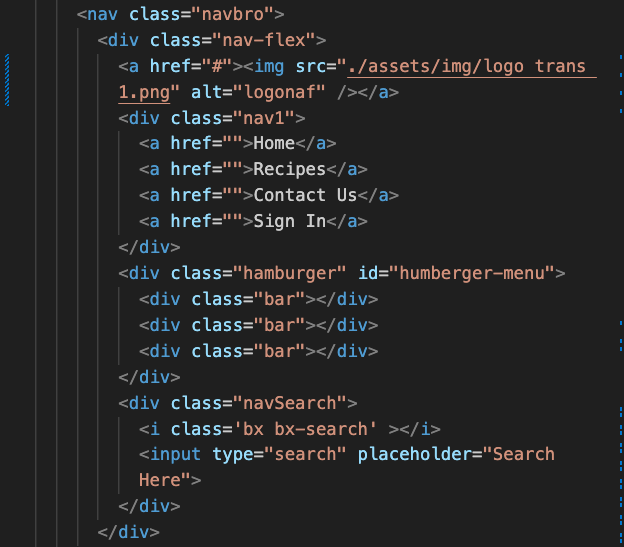 <nav class="navbro">
<div class="nav-flex">
<a href="#"><img src="./assets/img/logo trans
1.png" alt="logonaf" /></a>
<div class="nav1">
<a href="">Home</a>
<a href="">Recipes</a>
<a href="">Contact Us</a>
<a href="">Sign In</a>
</div>
<div class="hamburger" id="humberger-menu">
<div class="bar"></div>
<div class="bar"></div>
<div class="bar"></div>
</div>
<div class="navSearch">
<i class='bx bx-search' ></i>
<input type="search" placeholder="Search
Here">
</div>
</div>